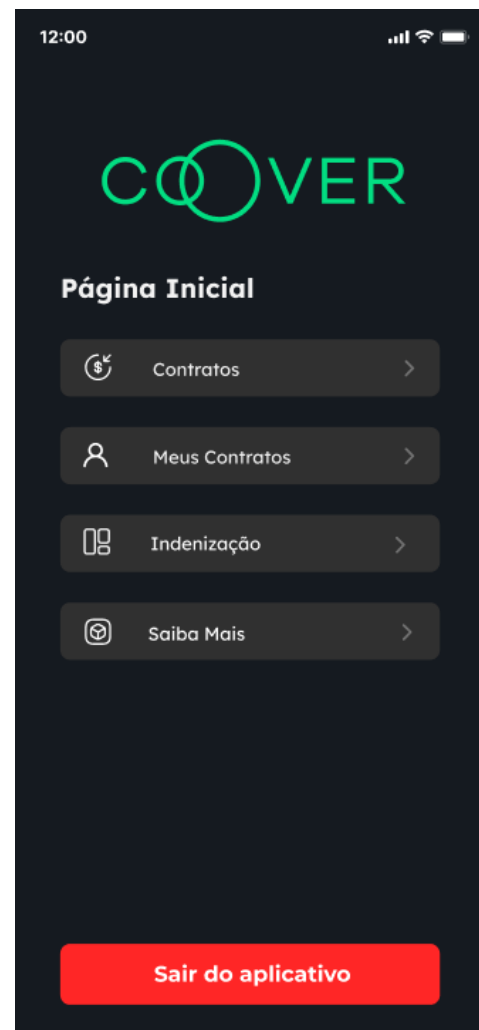 12:00
COOVER
Página Inicial
Contratos
Meus Contratos
Indenização
Saiba Mais
Sair do aplicativo